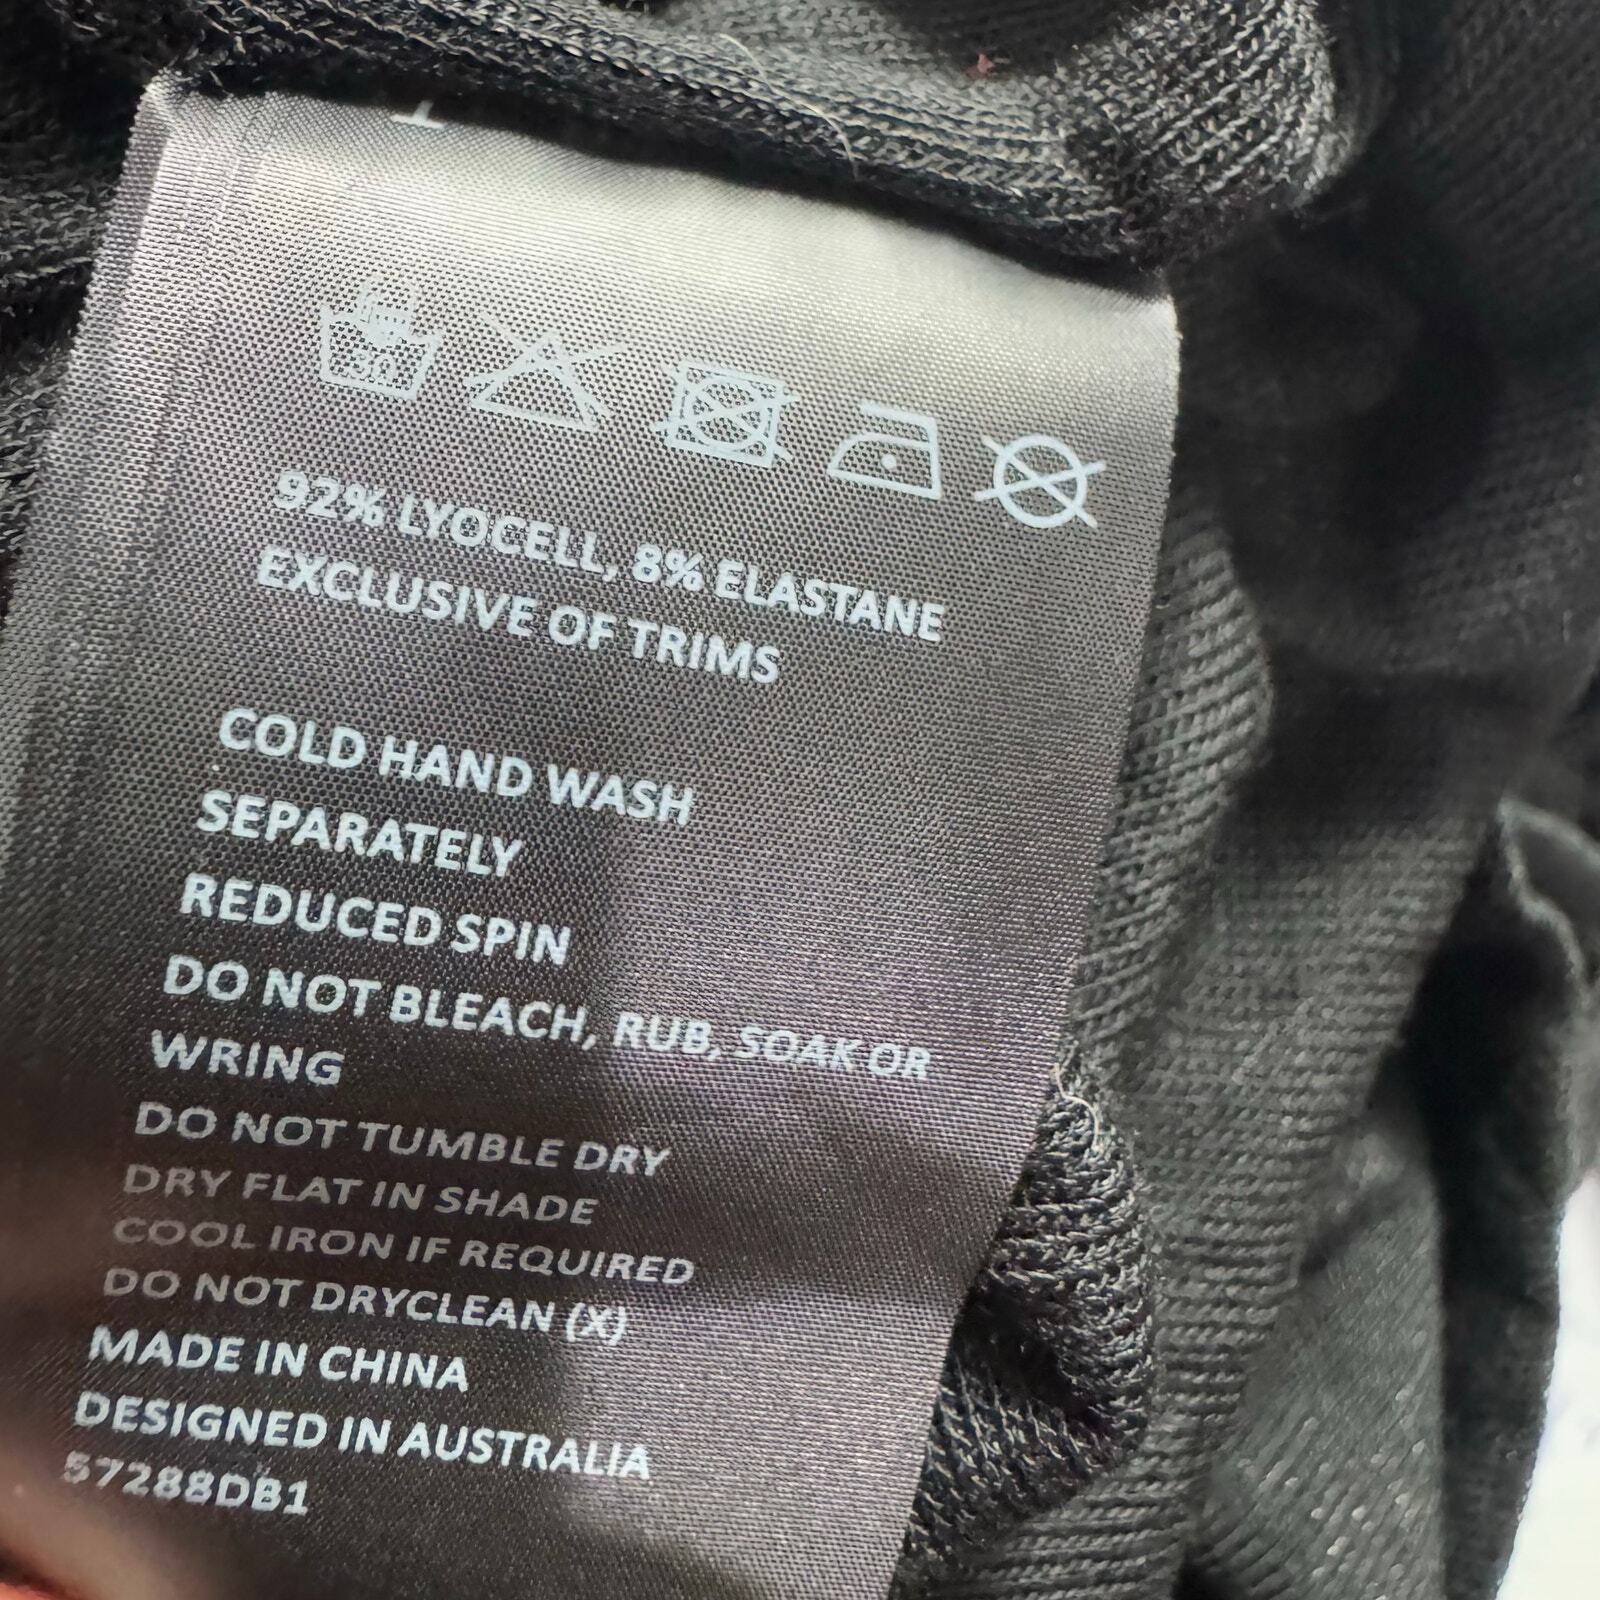 30
92% LYOCELL, 8% ELASTANE
EXCLUSIVE OF TRIMS
COLD HAND WASH
SEPARATELY
REDUCED SPIN
DO NOT BLEACH, RUB, SOAK OR
WRING
DO NOT TUMBLE DRY
DRY FLAT IN SHADE
COOL IRON IF REQUIRED
DO NOT DRYCLEAN (X)
MADE IN CHINA
DESIGNED IN AUSTRALIA
57288DB1